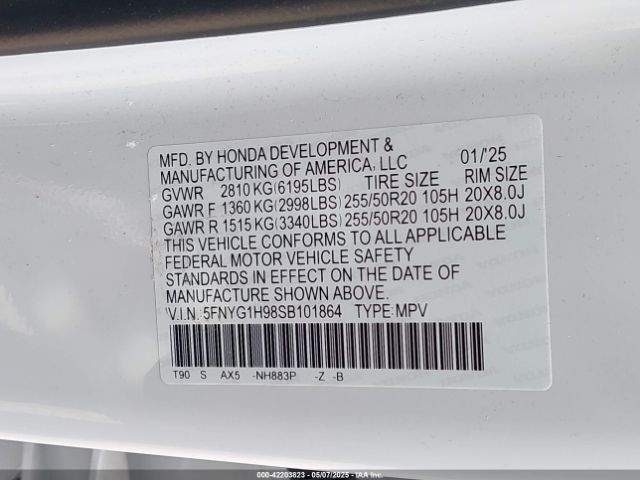 MFD. BY HONDA DEVELOPMENT &
MANUFACTURING OF AMERICA, LLC 01/'25
GVWR 2810 KG(6195LBS) TIRE SIZE RIM SIZE
GAWR F 1360 KG(2998LBS) 255/50R20 105H 20X8.0J
GAWR R 1515 KG(3340LBS) 255/50R20 105H 20X8.0J
THIS VEHICLE CONFORMS TO ALL APPLICABLE
FEDERAL MOTOR VEHICLE SAFETY
STANDARDS IN EFFECT ON THE DATE OF
MANUFACTURE SHOWN ABOVE.
V.I.N.:5FNYG1H98SB101864 TYPE:MPV
T90 S AX5 -NH883P -Z -B
000-42203823 - 05/07/2025 - IAA Inc.